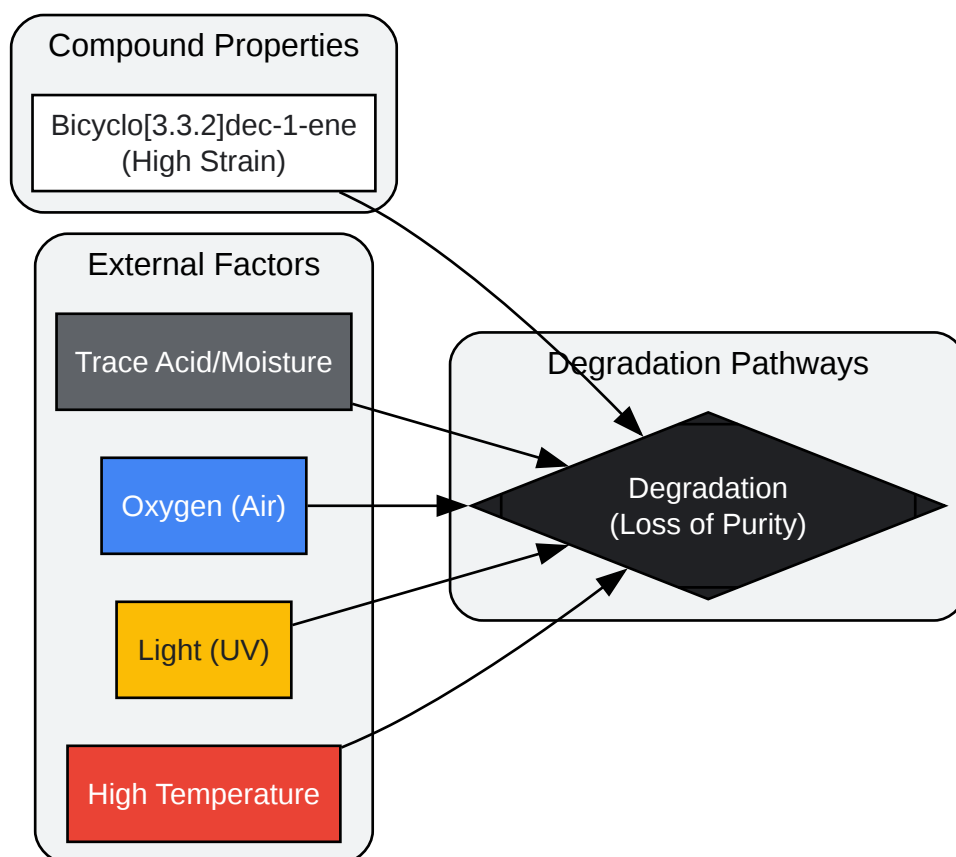 Compound Properties
Bicyclo[3.3.2]dec-1-ene
(High Strain)
External Factors
Trace Acid/Moisture
Oxygen (Air)
Light (UV)
High Temperature
Degradation Pathways
Degradation
(Loss of Purity)